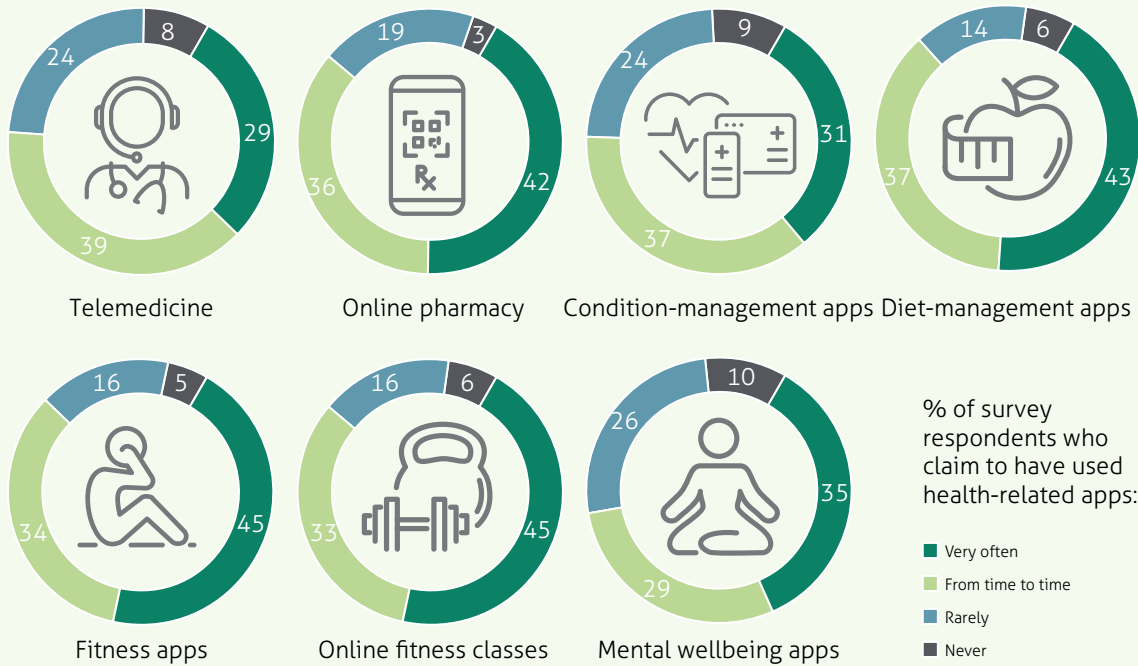 8
29
39
24
Telemedicine
3
42
36
19
Rx
Online pharmacy
9
31
37
24
Condition-management apps
6
43
37
14
Diet-management apps
5
45
34
16
Fitness apps
6
45
33
16
Online fitness classes
10
35
29
26
Mental wellbeing apps
% of survey
respondents who
claim to have used
health-related apps:
Very often
From time to time
Rarely
Never